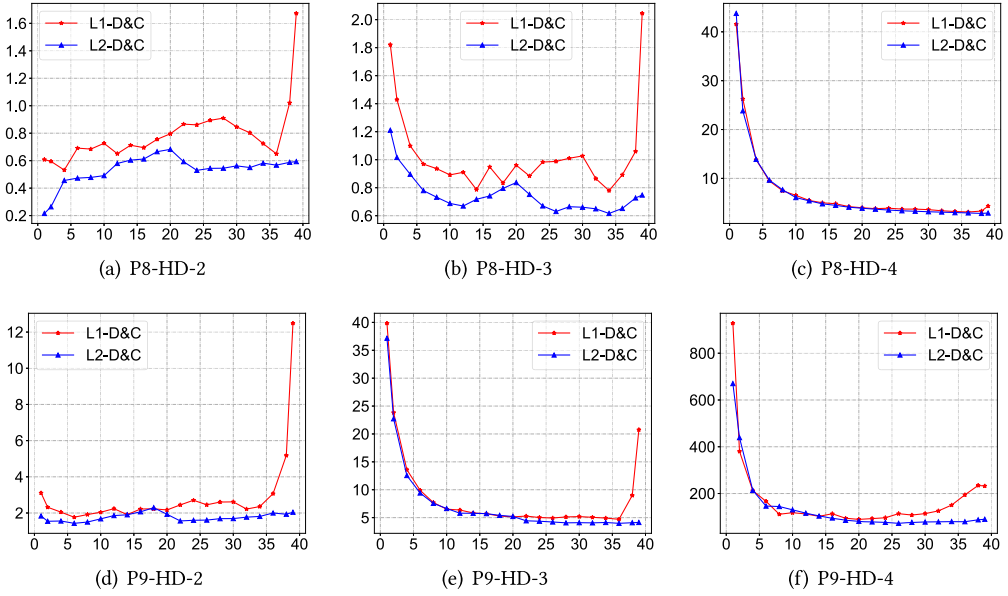 1.6
1.4
1.2
1.0
0.8
0.6
0.4
0.2
L1-D&C
L2-D&C
0 5 10 15 20 25 30 35 40
(a) P8-HD-2
2.0
1.8
1.6
1.4
1.2
1.0
0.8
0.6
L1-D&C
L2-D&C
0 5 10 15 20 25 30 35 40
(b) P8-HD-3
40
30
20
10
L1-D&C
L2-D&C
0 5 10 15 20 25 30 35 40
(c) P8-HD-4
12
10
8
6
4
2
L1-D&C
L2-D&C
0 5 10 15 20 25 30 35 40
(d) P9-HD-2
40
35
30
25
20
15
10
5
L1-D&C
L2-D&C
0 5 10 15 20 25 30 35 40
(e) P9-HD-3
800
600
400
200
L1-D&C
L2-D&C
0 5 10 15 20 25 30 35 40
(f) P9-HD-4